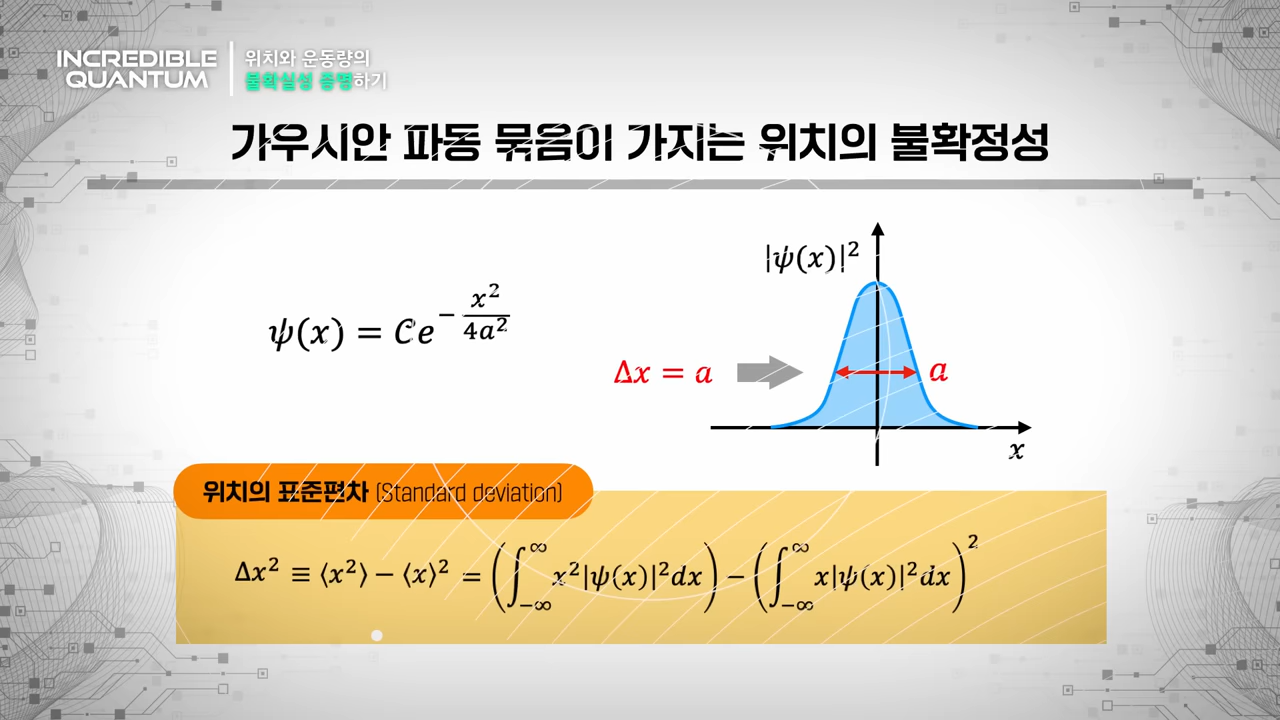 INCREDIBLE
QUANTUM
위치와 운동량의
불확실성 증명하기
가우시안 파동 묶음이 가지는 위치의 불확정성
|ψ(x)|²
ψ(x) = Ce^{-\frac{x²}{4a²}}
Δx = a
a
x
위치의 표준편차 (Standard deviation)
Δx² ≡ ⟨x²⟩ − ⟨x⟩² = (∫_{−∞}^{∞} x²|ψ(x)|²dx) − (∫_{−∞}^{∞} x|ψ(x)|²dx)²